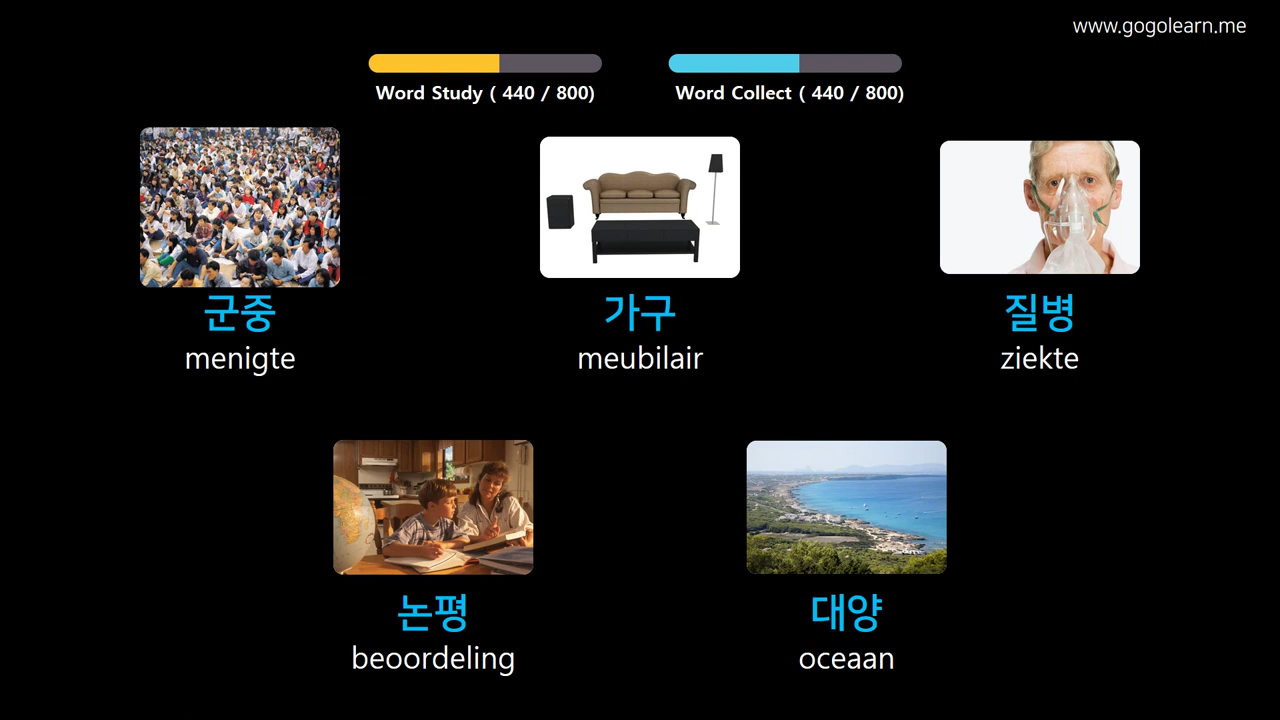 www.gogolearn.me
Word Study ( 440 / 800)
Word Collect ( 440 / 800)
군중
menigte
가구
meubilair
질병
ziekte
논평
beoordeling
대양
oceaan